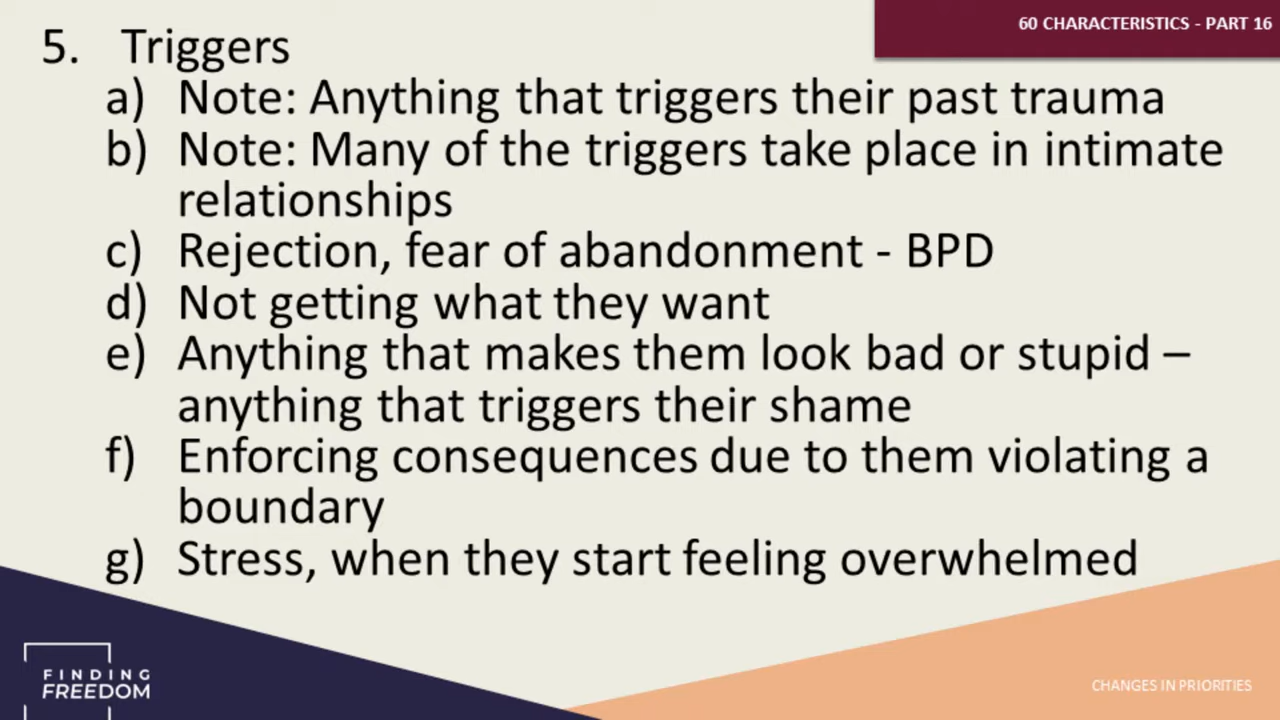 60 CHARACTERISTICS - PART 16
5. Triggers
a) Note: Anything that triggers their past trauma
b) Note: Many of the triggers take place in intimate
relationships
c) Rejection, fear of abandonment - BPD
d) Not getting what they want
e) Anything that makes them look bad or stupid –
anything that triggers their shame
f) Enforcing consequences due to them violating a
boundary
g) Stress, when they start feeling overwhelmed
FINDING
FREEDOM
CHANGES IN PRIORITIES